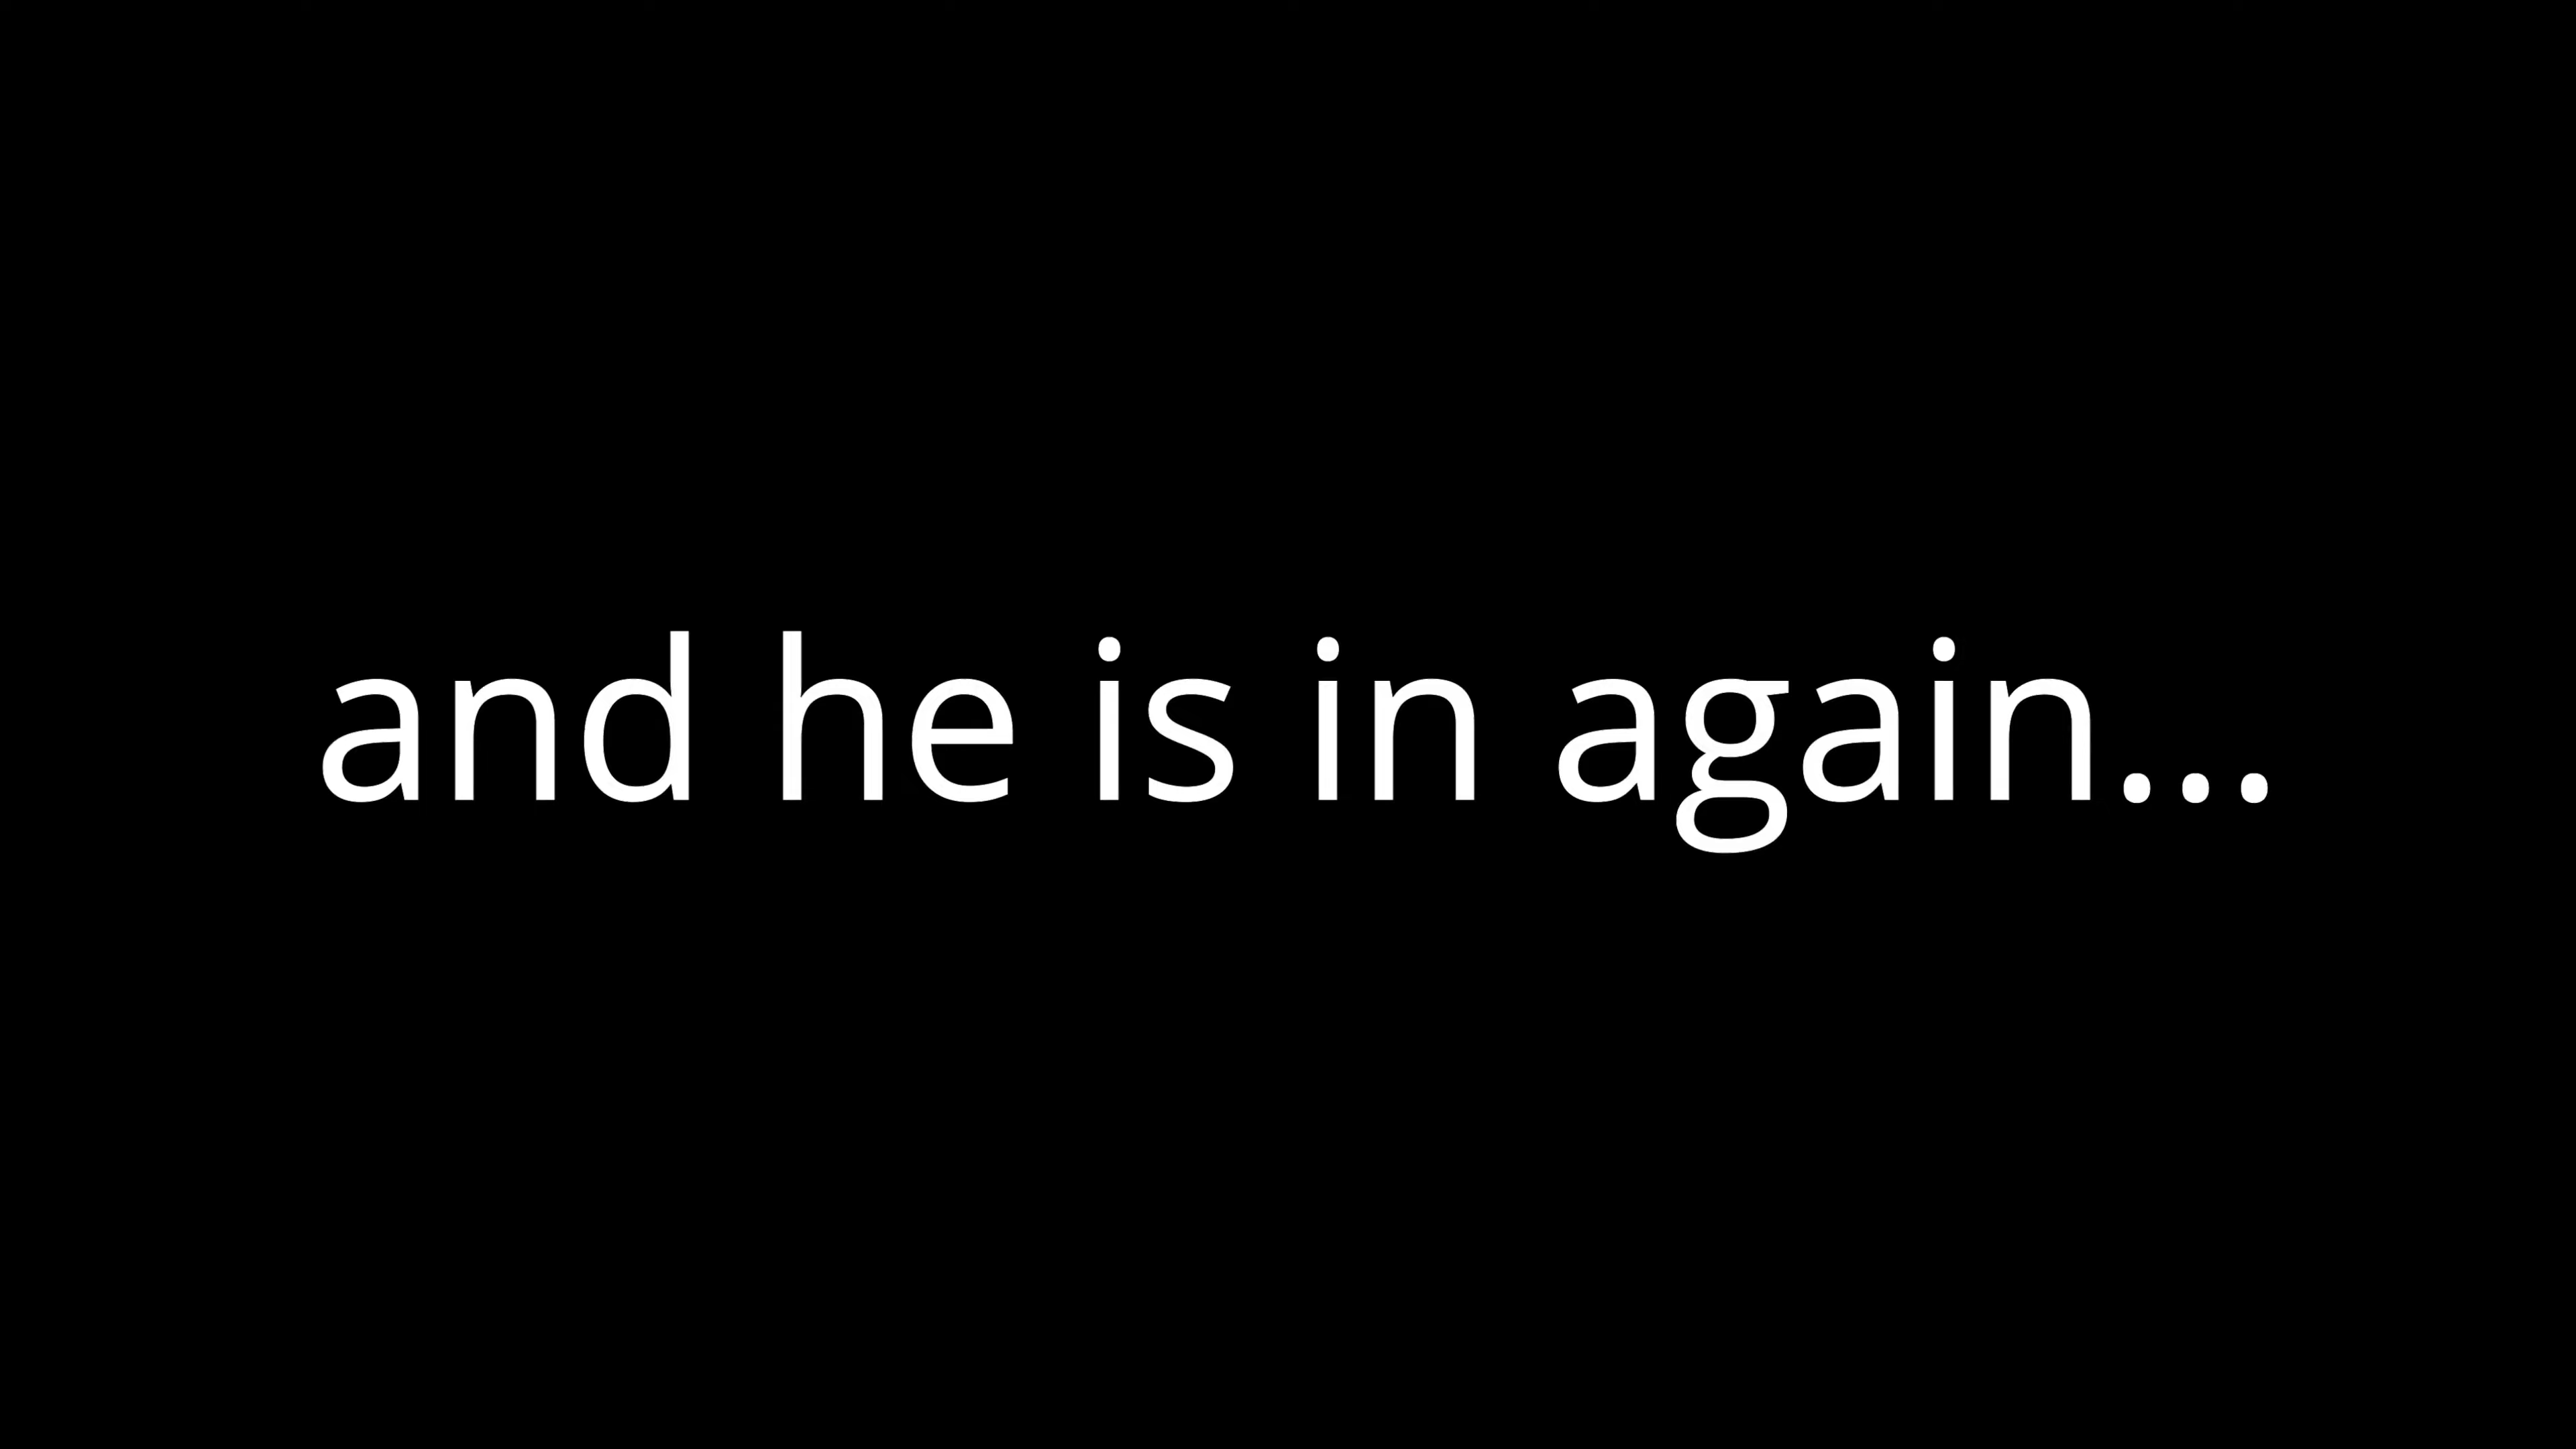 and he is in again...